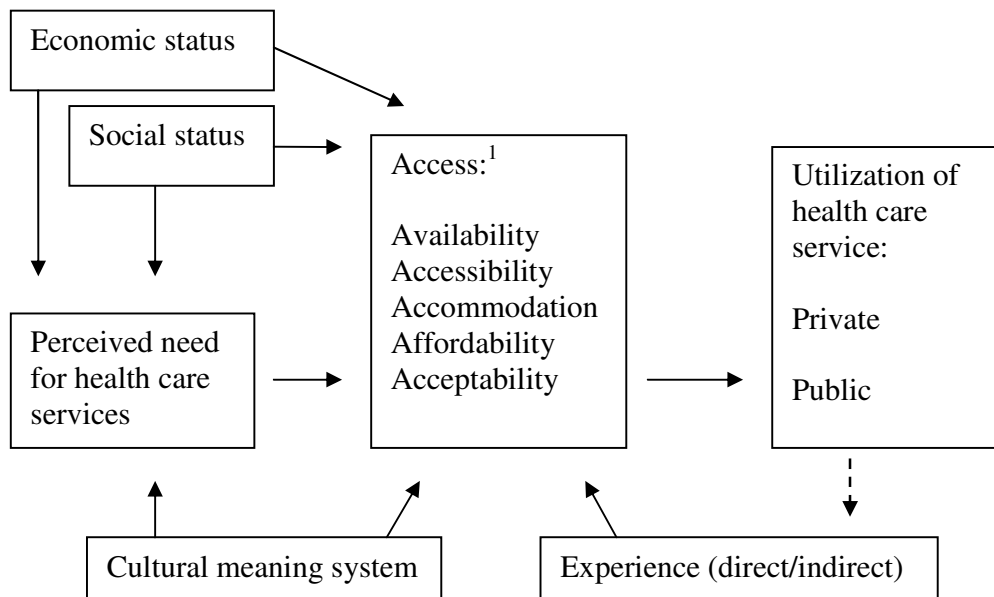 Economic status
Social status
Access:1
Availability
Accessibility
Accommodation
Affordability
Acceptability
Utilization of
health care
service:
Private
Public
Perceived need
for health care
services
Cultural meaning system
Experience (direct/indirect)